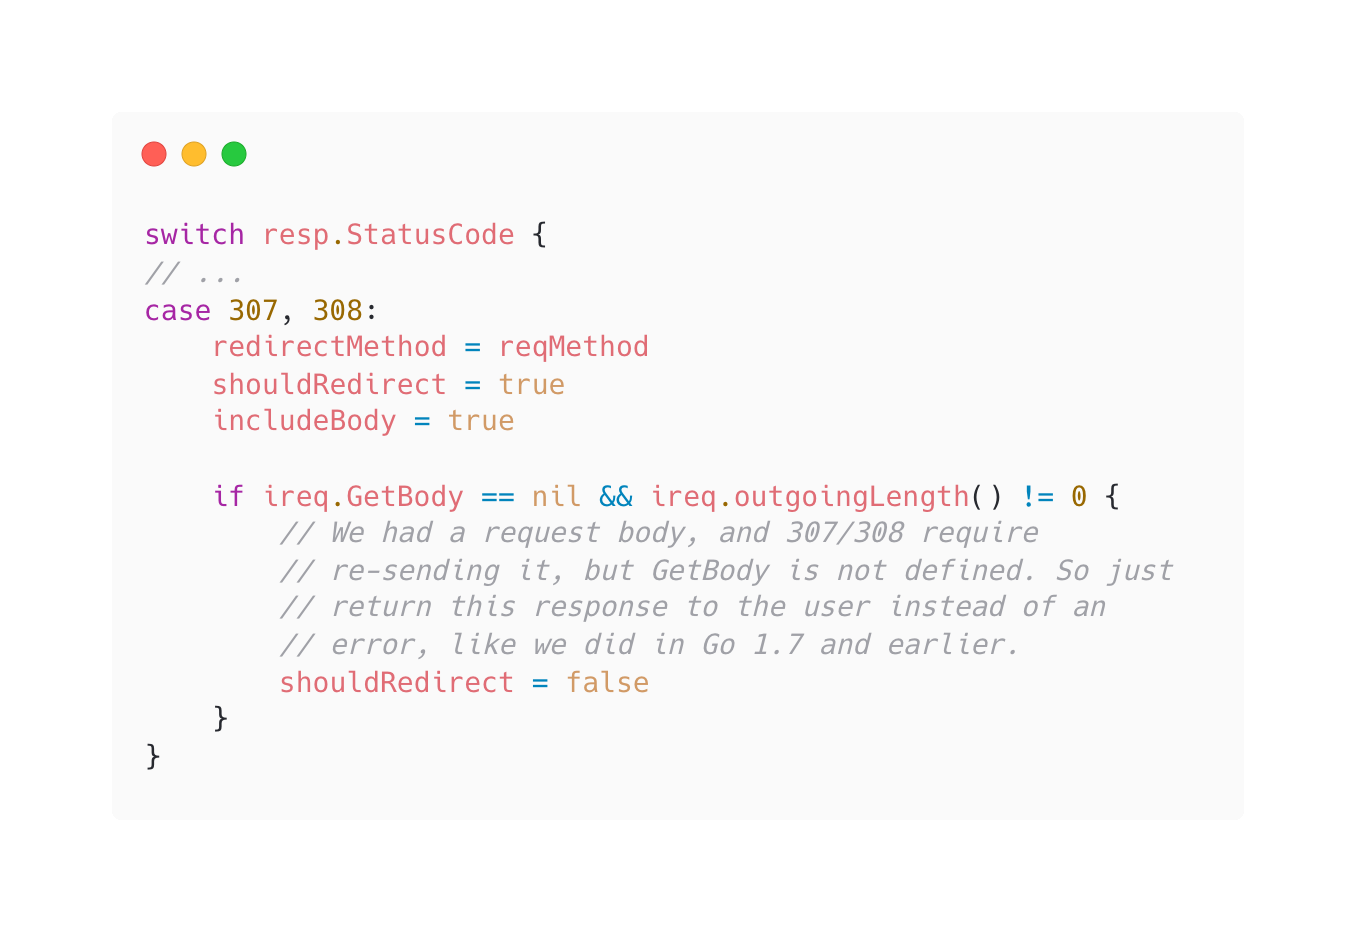 switch resp.StatusCode {
// ...
case 307, 308:
    redirectMethod = reqMethod
    shouldRedirect = true
    includeBody = true

    if ireq.GetBody == nil && ireq.outgoingLength() != 0 {
        // We had a request body, and 307/308 require
        // re-sending it, but GetBody is not defined. So just
        // return this response to the user instead of an
        // error, like we did in Go 1.7 and earlier.
        shouldRedirect = false
    }
}